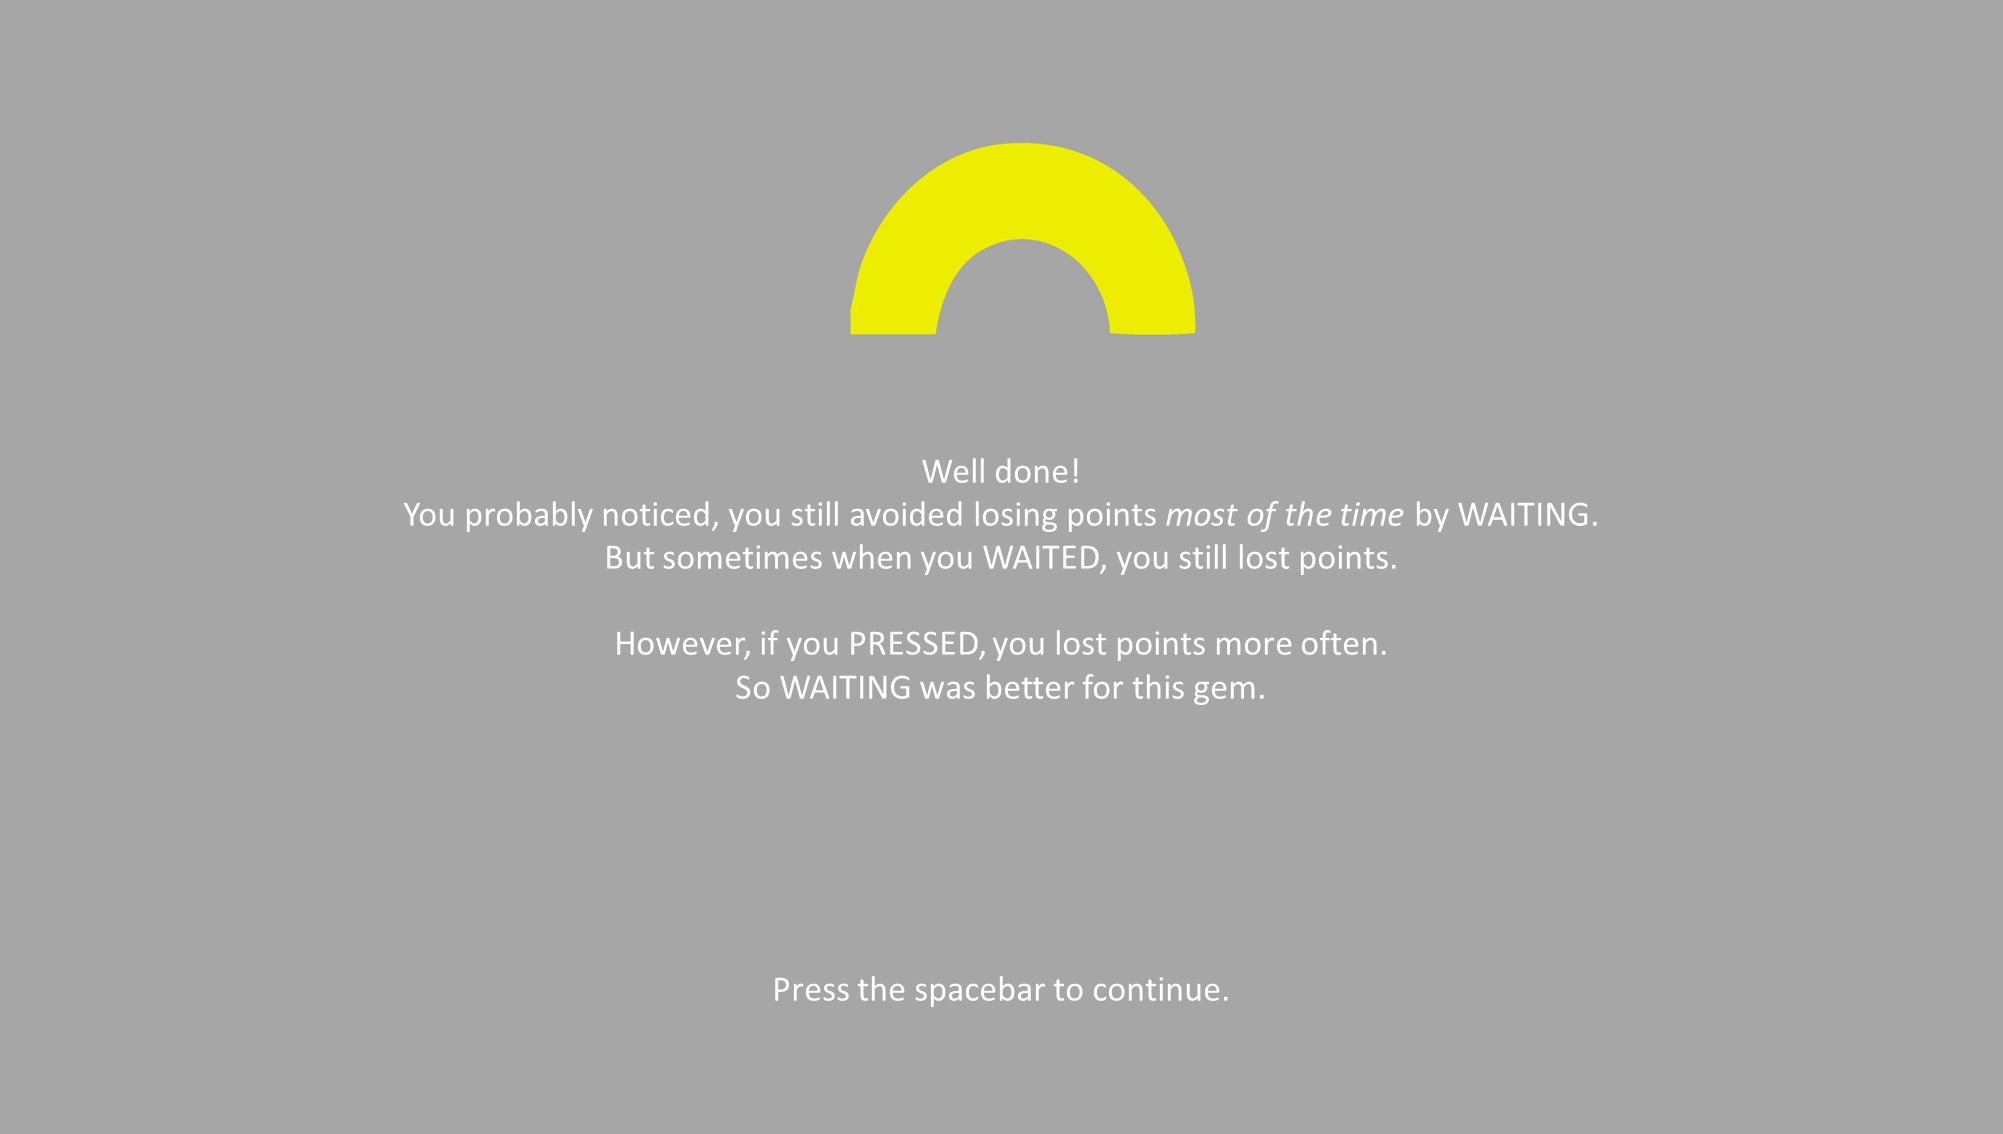 Well done!
You probably noticed, you still avoided losing points most of the time by WAITING.
But sometimes when you WAITED, you still lost points.
However, if you PRESSED, you lost points more often.
So WAITING was better for this gem.
Press the spacebar to continue.